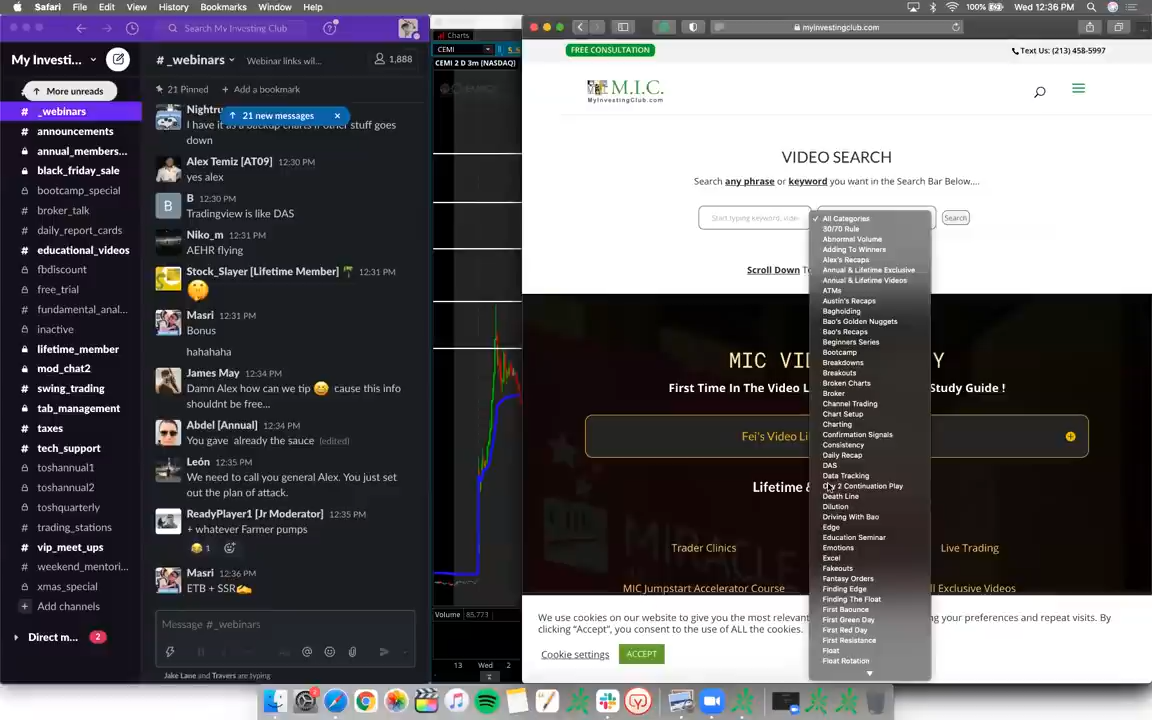 Safari File Edit View History Bookmarks Window Help
100% Wed 12:36 PM
Search My Investing Club
My Investi...
# _webinars
Webinar links wil...
1,888
21 Pinned
+ Add a bookmark
More unreads
# _webinars
# announcements
annual_members...
black_friday_sale
bootcamp_special
# broker_talk
# daily_report_cards
# educational_videos
fbdiscount
free_trial
# fundamental_anal...
inactive
lifetime_member
mod_chat2
# swing_trading
# tab_management
# taxes
# tech_support
toshannual1
toshannual2
toshquarterly
# trading_stations
# vip_meet_ups
# weekend_mentori...
xmas_special
+ Add channels
Direct m... 2
21 new messages
I have it as a backup charts if other stuff goes
down
Alex Temiz [AT09] 12:30 PM
yes alex
B
B 12:30 PM
Tradingview is like DAS
Niko_m 12:31 PM
AEHR flying
Stock_Slayer [Lifetime Member] 12:31 PM
Masri 12:31 PM
Bonus
hahahaha
James May 12:34 PM
Damn Alex how can we tip 😄 cause this info
shouldnt be free...
Abdel [Annual] 12:34 PM
You gave already the sauce (edited)
León 12:35 PM
We need to call you general Alex. You just set
out the plan of attack.
ReadyPlayer1 [Jr Moderator] 12:35 PM
+ whatever Farmer pumps
1
Masri 12:36 PM
ETB + SSR
Message #_webinars
Jake Lane and Travers are typing
Charts
CEMI
CEMI 2 D 3m [NASDAQ]
Volume 85,773
13 Wed 2
myinvestingclub.com
FREE CONSULTATION
Text Us: (213) 458-5997
M.I.C.
MyInvestingClub.com
VIDEO SEARCH
Search any phrase or keyword you want in the Search Bar Below....
Start typing keyword, video
Search
Scroll Down
All Categories
30/70 Rule
Abnormal Volume
Adding To Winners
Alex's Recaps
Annual & Lifetime Exclusive
Annual & Lifetime Videos
ATMs
Austin's Recaps
Bagholding
Bao's Golden Nuggets
Bao's Recaps
Beginners Series
Bootcamp
Breakdowns
Breakouts
Broken Charts
Broker
Channel Trading
Chart Setup
Charting
Confirmation Signals
Consistency
Daily Recap
DAS
Data Tracking
Day 2 Continuation Play
Death Line
Dilution
Driving With Bao
Edge
Education Seminar
Emotions
Excel
Fakeouts
Fantasy Orders
Finding Edge
Finding The Float
First Baounce
First Green Day
First Red Day
First Resistance
Float
Float Rotation
MIC
First Time In The Video
Study Guide !
Fei's Video
Lifetime &
Trader Clinics
Live Trading
MIC Jumpstart Accelerator Course
Exclusive Videos
We use cookies on our website to give you the most relevant
your preferences and repeat visits. By
clicking "Accept", you consent to the use of ALL the cookies.
Cookie settings
ACCEPT